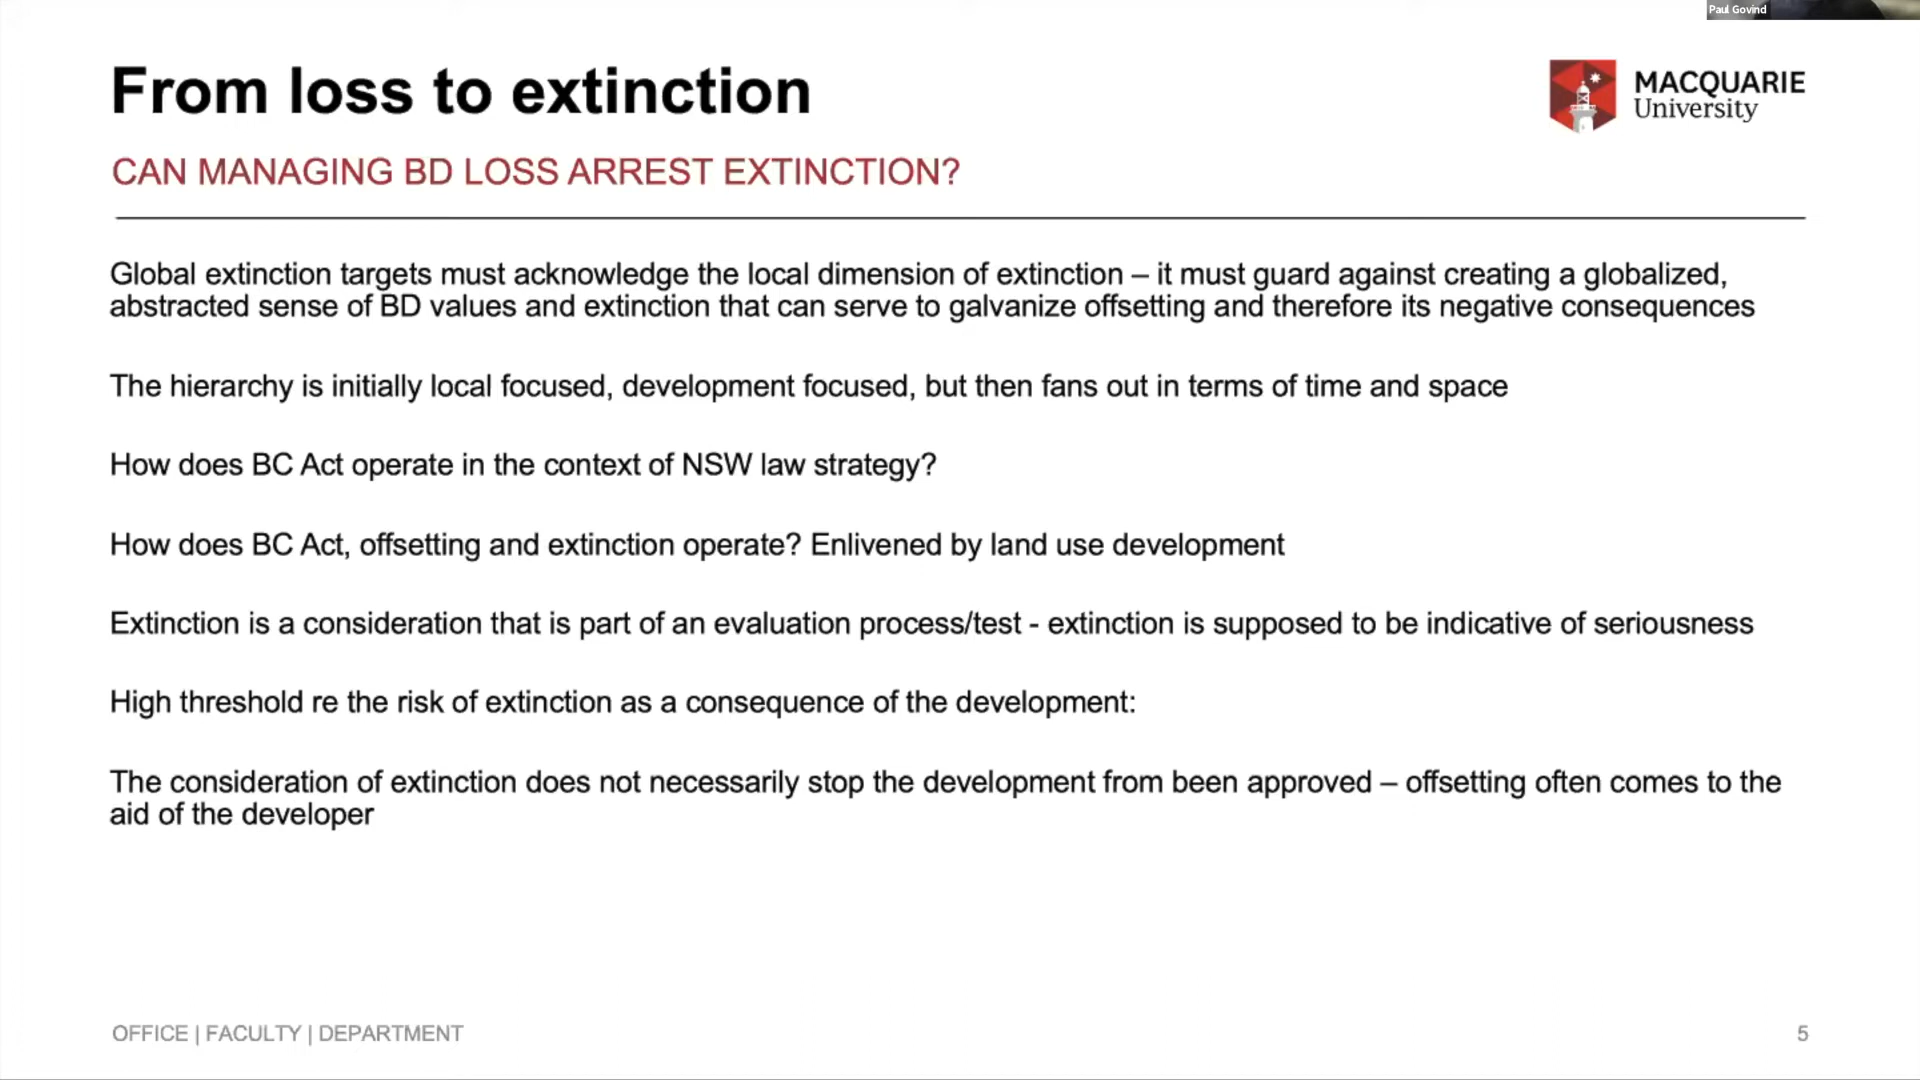 Paul Govind
From loss to extinction
MACQUARIE
University
CAN MANAGING BD LOSS ARREST EXTINCTION?
Global extinction targets must acknowledge the local dimension of extinction – it must guard against creating a globalized,
abstracted sense of BD values and extinction that can serve to galvanize offsetting and therefore its negative consequences
The hierarchy is initially local focused, development focused, but then fans out in terms of time and space
How does BC Act operate in the context of NSW law strategy?
How does BC Act, offsetting and extinction operate? Enlivened by land use development
Extinction is a consideration that is part of an evaluation process/test - extinction is supposed to be indicative of seriousness
High threshold re the risk of extinction as a consequence of the development:
The consideration of extinction does not necessarily stop the development from been approved – offsetting often comes to the
aid of the developer
OFFICE | FACULTY | DEPARTMENT
5